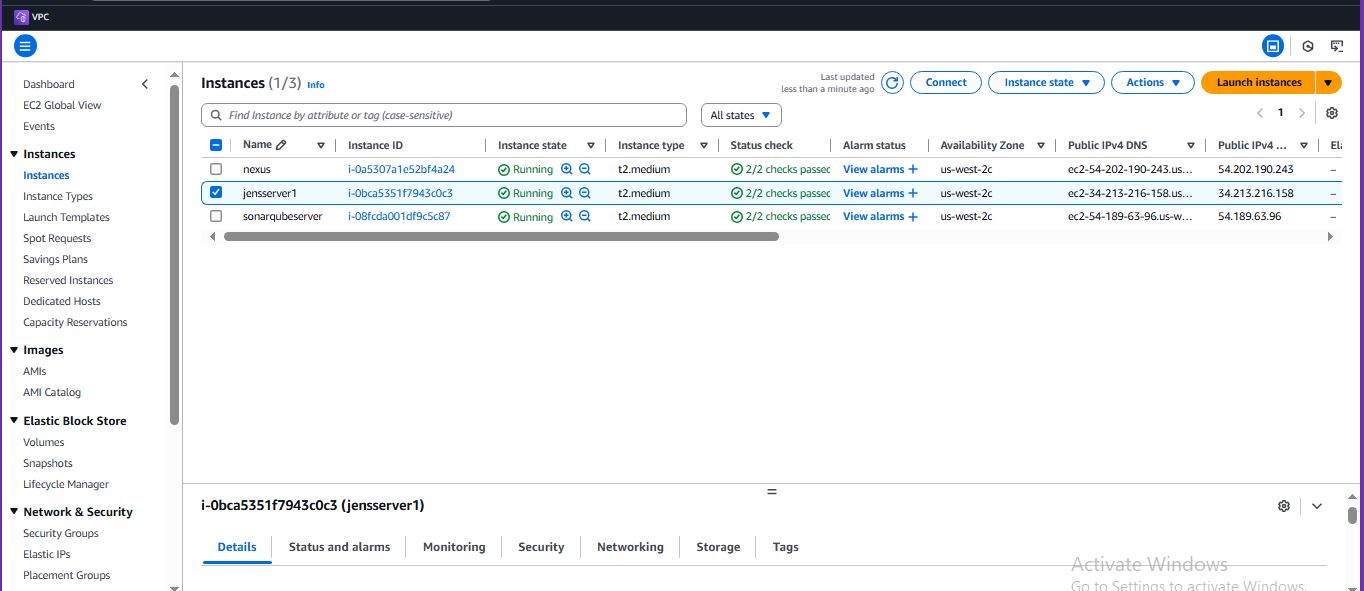 VPC
Dashboard
EC2 Global View
Events
Instances
Instances
Instance Types
Launch Templates
Spot Requests
Savings Plans
Reserved Instances
Dedicated Hosts
Capacity Reservations
Images
AMIs
AMI Catalog
Elastic Block Store
Volumes
Snapshots
Lifecycle Manager
Network & Security
Security Groups
Elastic IPs
Placement Groups
Instances (1/3) Info
Last updated
less than a minute ago
Connect Instance state Actions Launch instances
Find Instance by attribute or tag (case-sensitive) All states 1
Name Instance ID Instance state Instance type Status check Alarm status Availability Zone Public IPv4 DNS Public IPv4 ... Ela
nexus i-0a5307a1e52bf4a24 Running t2.medium 2/2 checks passed View alarms + us-west-2c ec2-54-202-190-243.us... 54.202.190.243 –
jensserver1 i-0bca5351f7943c0c3 Running t2.medium 2/2 checks passed View alarms + us-west-2c ec2-34-213-216-158.us... 34.213.216.158 –
sonarqubeserver i-08fcda001df9c5c87 Running t2.medium 2/2 checks passed View alarms + us-west-2c ec2-54-189-63-96.us-w... 54.189.63.96 –
i-0bca5351f7943c0c3 (jensserver1)
Details Status and alarms Monitoring Security Networking Storage Tags
Activate Windows
Go to Settings to activate Windows.